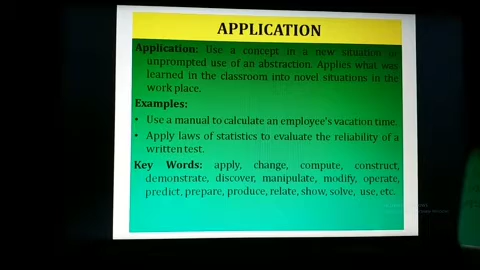 APPLICATION
Application: Use a concept in a new situation or
unprompted use of an abstraction. Applies what was
learned in the classroom into novel situations in the
work place.
Examples:
• Use a manual to calculate an employee's vacation time.
• Apply laws of statistics to evaluate the reliability of a
written test.
Key Words: apply, change, compute, construct,
demonstrate, discover, manipulate, modify, operate,
predict, prepare, produce, relate, show, solve, use, etc.